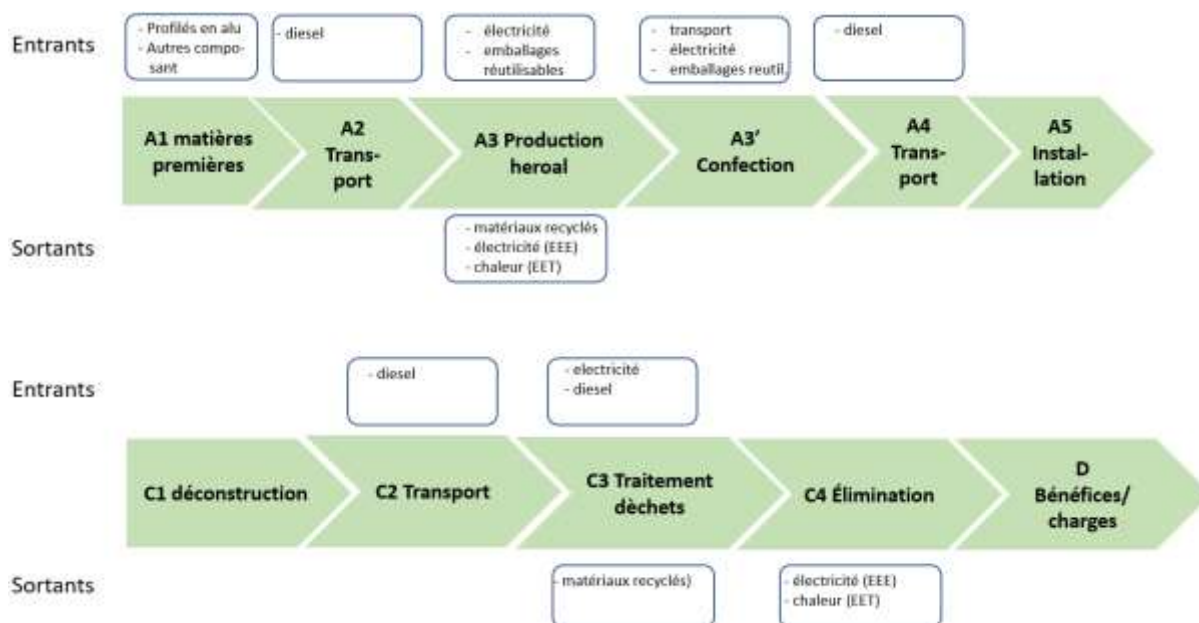 Entrants
- Profilés en alu
- Autres compo-
sant
- diesel
- électricité
- emballages
réutilisables
- transport
- électricité
- emballages reutil.
- diesel
A1 matières
premières
A2
Trans-
port
A3 Production
heroal
A3'
Confection
A4
Trans-
port
A5
Instal-
lation
Sortants
- matériaux recyclés
- électricité (EEE)
- chaleur (EET)
Entrants
- diesel
- electricité
- diesel
C1 déconstruction
C2 Transport
C3 Traitement
dèchets
C4 Élimination
D
Bénéfices/
charges
Sortants
- matériaux recyclés)
- électricité (EEE)
- chaleur (EET)